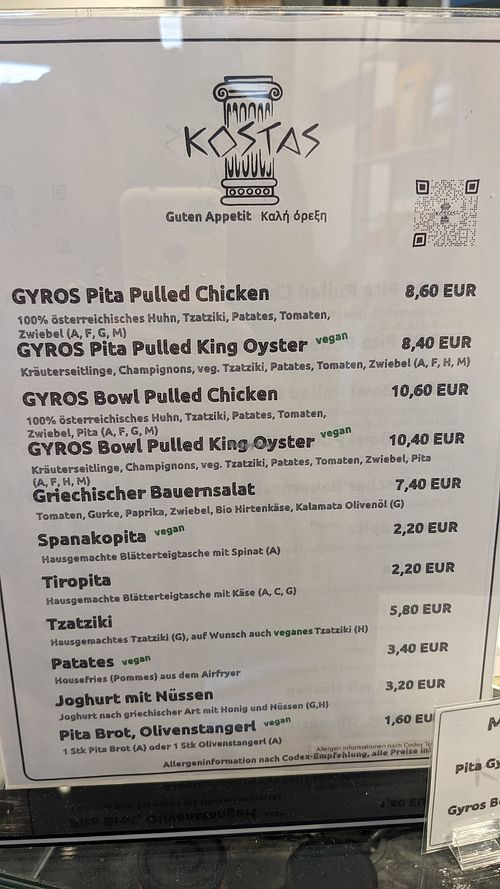 KOSTAS
Guten Appetit Καλή όρεξη
GYROS Pita Pulled Chicken 8,60 EUR
100% österreichisches Huhn, Tzatziki, Patates, Tomaten,
Zwiebel (A, F, G, M)
GYROS Pita Pulled King Oyster vegan 8,40 EUR
Kräuterseitlinge, Champignons, veg. Tzatziki, Patates, Tomaten, Zwiebel (A, F, H, M)
GYROS Bowl Pulled Chicken 10,60 EUR
100% österreichisches Huhn, Tzatziki, Patates, Tomaten,
Zwiebel, Pita (A, F, G, M)
GYROS Bowl Pulled King Oyster vegan 10,40 EUR
Kräuterseitlinge, Champignons, veg. Tzatziki, Patates, Tomaten, Zwiebel, Pita
(A, F, H, M)
Griechischer Bauernsalat 7,40 EUR
Tomaten, Gurke, Paprika, Zwiebel, Bio Hirtenkäse, Kalamata Olivenöl (G)
Spanakopita vegan 2,20 EUR
Hausgemachte Blätterteigtasche mit Spinat (A)
Tiropita 2,20 EUR
Hausgemachte Blätterteigtasche mit Käse (A, C, G)
Tzatziki 5,80 EUR
Hausgemachtes Tzatziki (G), auf Wunsch auch veganes Tzatziki (H)
Patates vegan 3,40 EUR
Housefries (Pommes) aus dem Airfryer
Joghurt mit Nüssen 3,20 EUR
Joghurt nach griechischer Art mit Honig und Nüssen (G,H)
Pita Brot, Olivenstangerl vegan 1,60 EU
1 Stk Pita Brot (A) oder 1 Stk Olivenstangerl (A)
Allergen Informationen nach Codex
Allergeninformation nach Codex-Empfehlung, alle Preise
M
Pita Gy
Gyros B